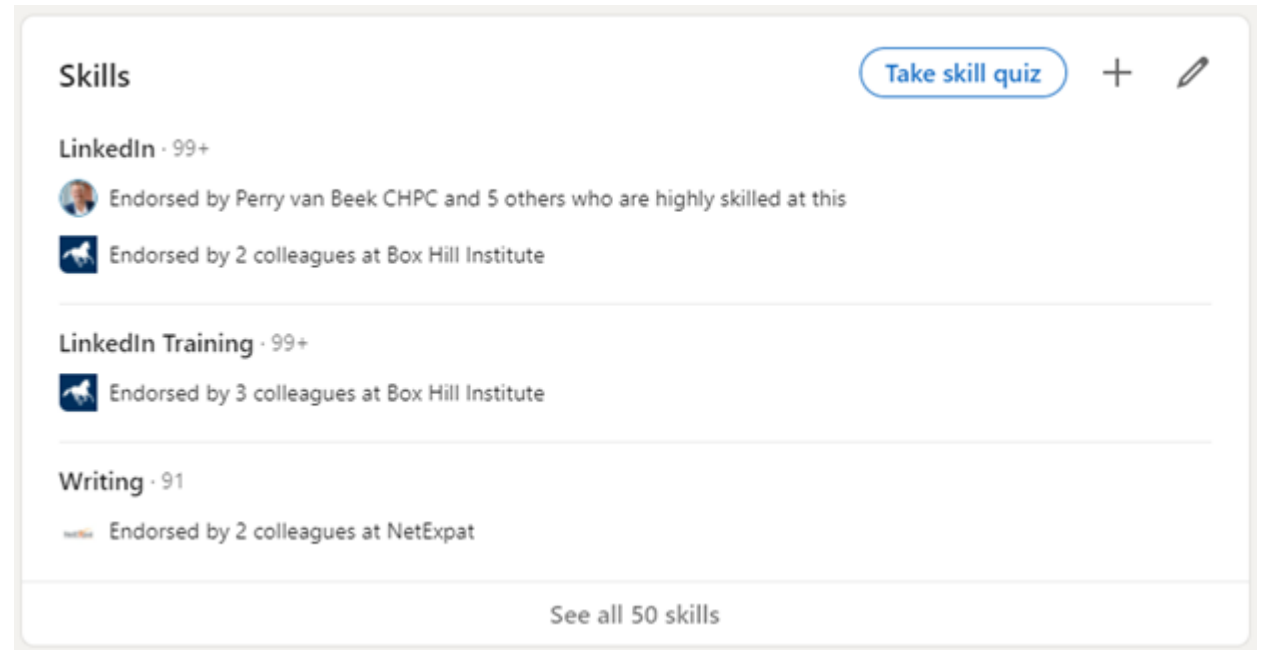 Skills
Take skill quiz
LinkedIn · 99+
Endorsed by Perry van Beek CHPC and 5 others who are highly skilled at this
Endorsed by 2 colleagues at Box Hill Institute
LinkedIn Training · 99+
Endorsed by 3 colleagues at Box Hill Institute
Writing · 91
Endorsed by 2 colleagues at NetExpat
See all 50 skills